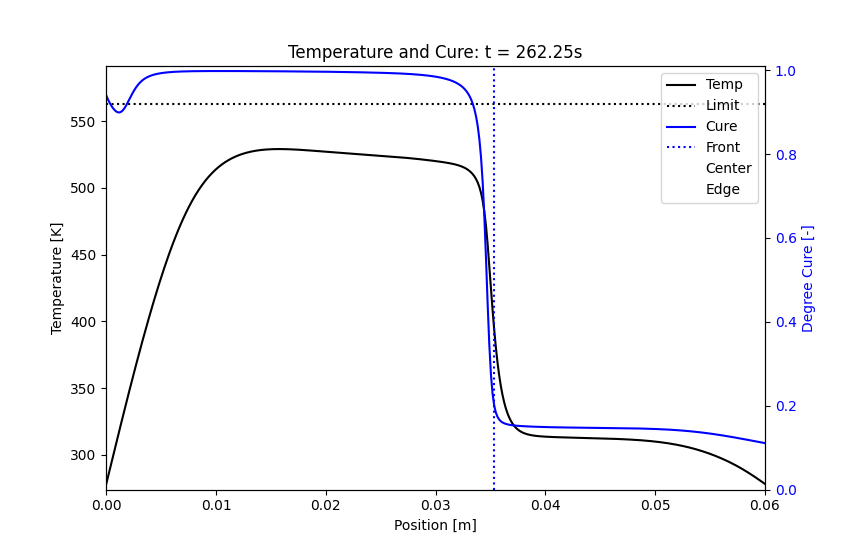 Temperature and Cure: t = 262.25s
Temp
Limit
Cure
Front
Center
Edge
550
500
450
400
350
300
Temperature [K]
1.0
0.8
0.6
0.4
0.2
0.0
Degree Cure [-]
0.00
0.01
0.02
0.03
0.04
0.05
0.06
Position [m]